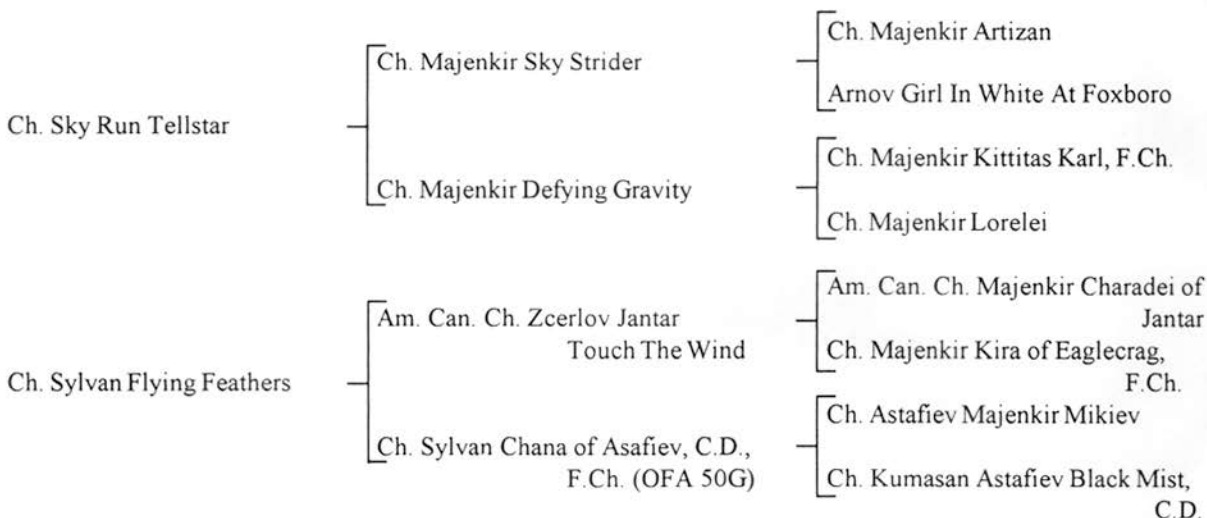 Ch. Majenkir Artizan
Ch. Majenkir Sky Strider
Arnov Girl In White At Foxboro
Ch. Sky Run Tellstar
Ch. Majenkir Kittitas Karl, F.Ch.
Ch. Majenkir Defying Gravity
Ch. Majenkir Lorelei
Am. Can. Ch. Majenkir Charadei of
Jantar
Am. Can. Ch. Zcerlov Jantar
Touch The Wind
Ch. Majenkir Kira of Eaglecrag,
F.Ch.
Ch. Sylvan Flying Feathers
Ch. Astafiev Majenkir Mikiev
Ch. Sylvan Chana of Asafiev, C.D.,
F.Ch. (OFA 50G)
Ch. Kumasan Astafiev Black Mist,
C.D.